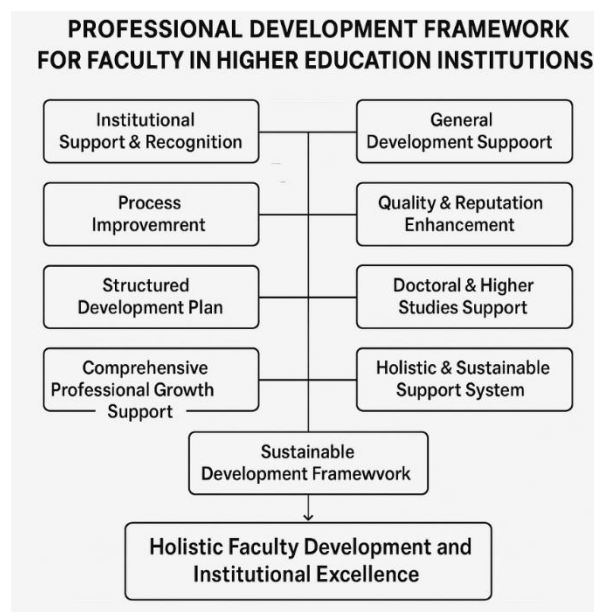 PROFESSIONAL DEVELOPMENT FRAMEWORK
FOR FACULTY IN HIGHER EDUCATION INSTITUTIONS
Institutional
Support & Recognition
General
Development Suppoort
Process
Improvemrent
Quality & Reputation
Enhancement
Structured
Development Plan
Doctoral & Higher
Studies Support
Comprehensive
Professional Growth
Support
Holistic & Sustainable
Support System
Sustainable
Development Framewvork
Holistic Faculty Development and
Institutional Excellence